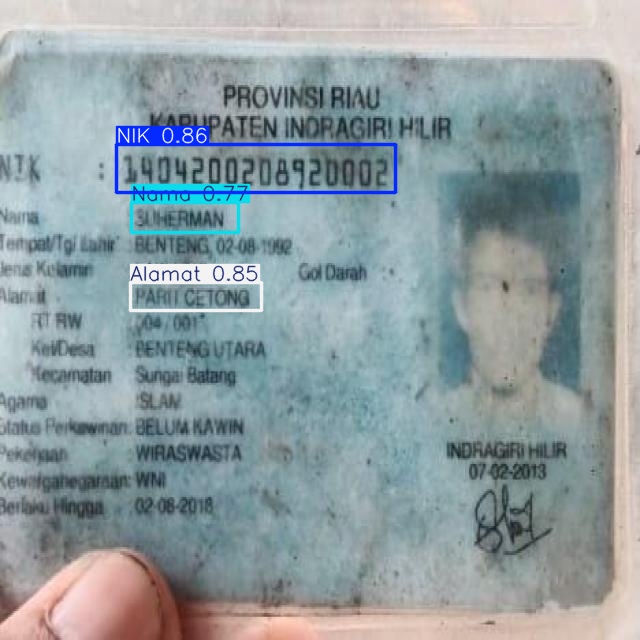 PROVINSI RIAU
KABUPATEN INDRAGIRI HILIR
NIK 0.86
NIK : 1404200208920002
Nama 0.77
Nama SUHERMAN
Tempat/Tgl Lahir : BENTENG, 02-08-1992
Jenis Kelamin Gol Darah
Alamat 0.85
Alamat PARIT CETONG
RT RW 004 / 001
Kel/Desa BENTENG UTARA
Kecamatan Sungai Batang
Agama ISLAM
Status Perkawinan: BELUM KAWIN
Pekerjaan WIRASWASTA
Kewarganegaraan: WNI
Berlaku Hingga 02-08-2018
INDRAGIRI HILIR
07-02-2013